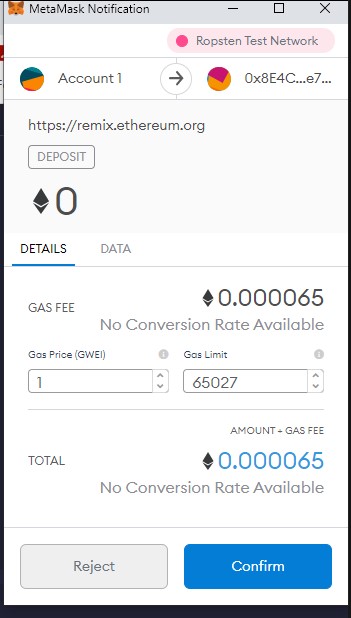 MetaMask Notification
Ropsten Test Network
Account 1
0x8E4C...e7...
https://remix.ethereum.org
DEPOSIT
0
DETAILS
DATA
GAS FEE
0.000065
No Conversion Rate Available
Gas Price (GWEI)
Gas Limit
1
65027
AMOUNT + GAS FEE
TOTAL
0.000065
No Conversion Rate Available
Reject
Confirm